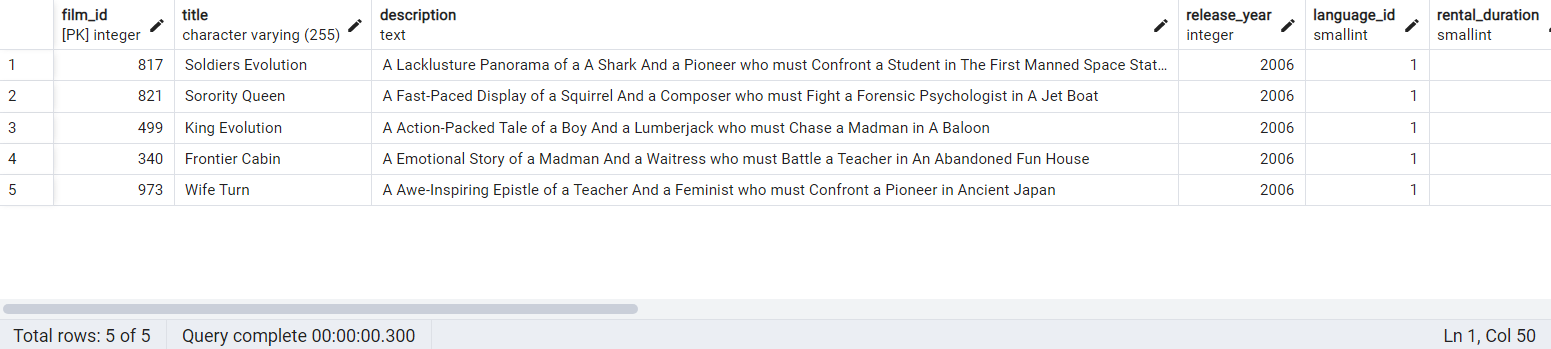 film_id title description release_year language_id rental_duration
[PK] integer character varying (255) text integer smallint smallint
1 817 Soldiers Evolution A Lacklusture Panorama of a A Shark And a Pioneer who must Confront a Student in The First Manned Space Stat... 2006 1
2 821 Sorority Queen A Fast-Paced Display of a Squirrel And a Composer who must Fight a Forensic Psychologist in A Jet Boat 2006 1
3 499 King Evolution A Action-Packed Tale of a Boy And a Lumberjack who must Chase a Madman in A Baloon 2006 1
4 340 Frontier Cabin A Emotional Story of a Madman And a Waitress who must Battle a Teacher in An Abandoned Fun House 2006 1
5 973 Wife Turn A Awe-Inspiring Epistle of a Teacher And a Feminist who must Confront a Pioneer in Ancient Japan 2006 1
Total rows: 5 of 5 Query complete 00:00:00.300 Ln 1, Col 50